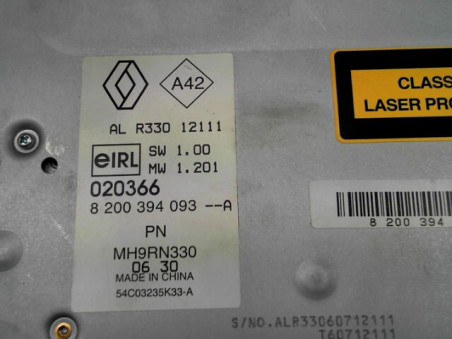 A42
AL R330 12111
eIRL
SW 1.00
MW 1.201
020366
8 200 394 093 --A
PN
MH9RN330
06 30
MADE IN CHINA
54C03235K33-A
CLASS
LASER PRO
8 200 394
S/NO.ALR33060712111
T60712111